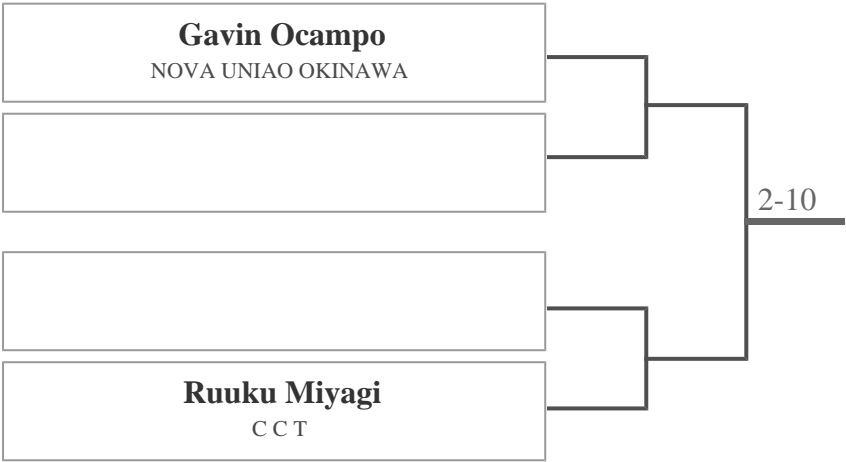 Gavin Ocampo
NOVA UNIAO OKINAWA
2-10
Ruuku Miyagi
C C T